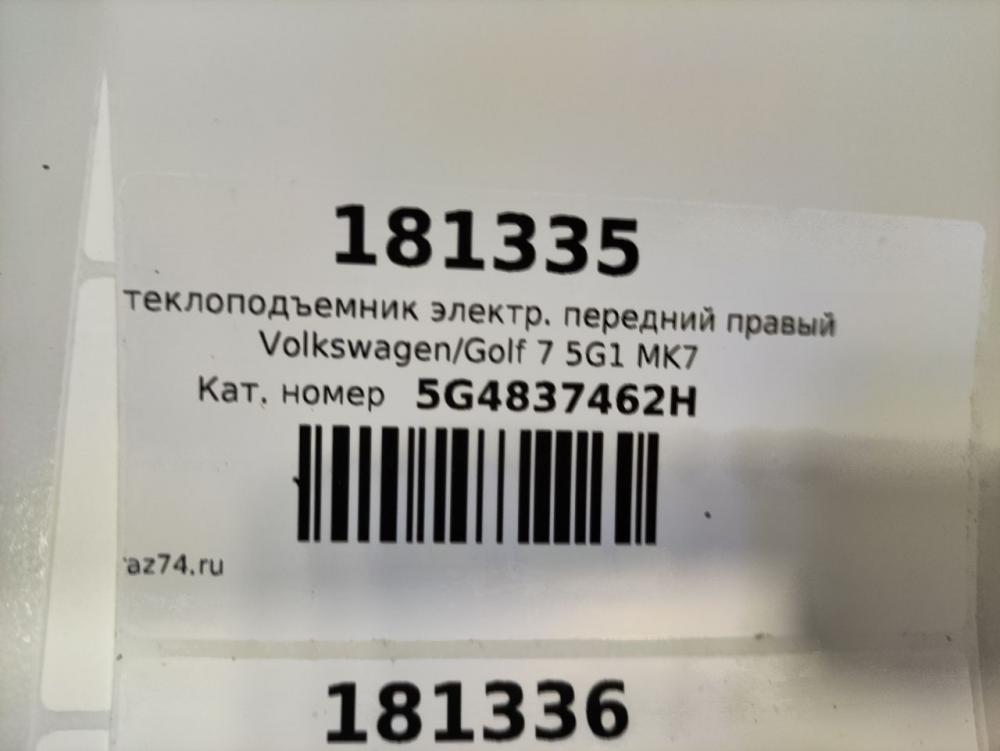 181335
теклоподъемник электр. передний правый
Volkswagen/Golf 7 5G1 MK7
Кат. номер 5G4837462H
az74.ru
181336